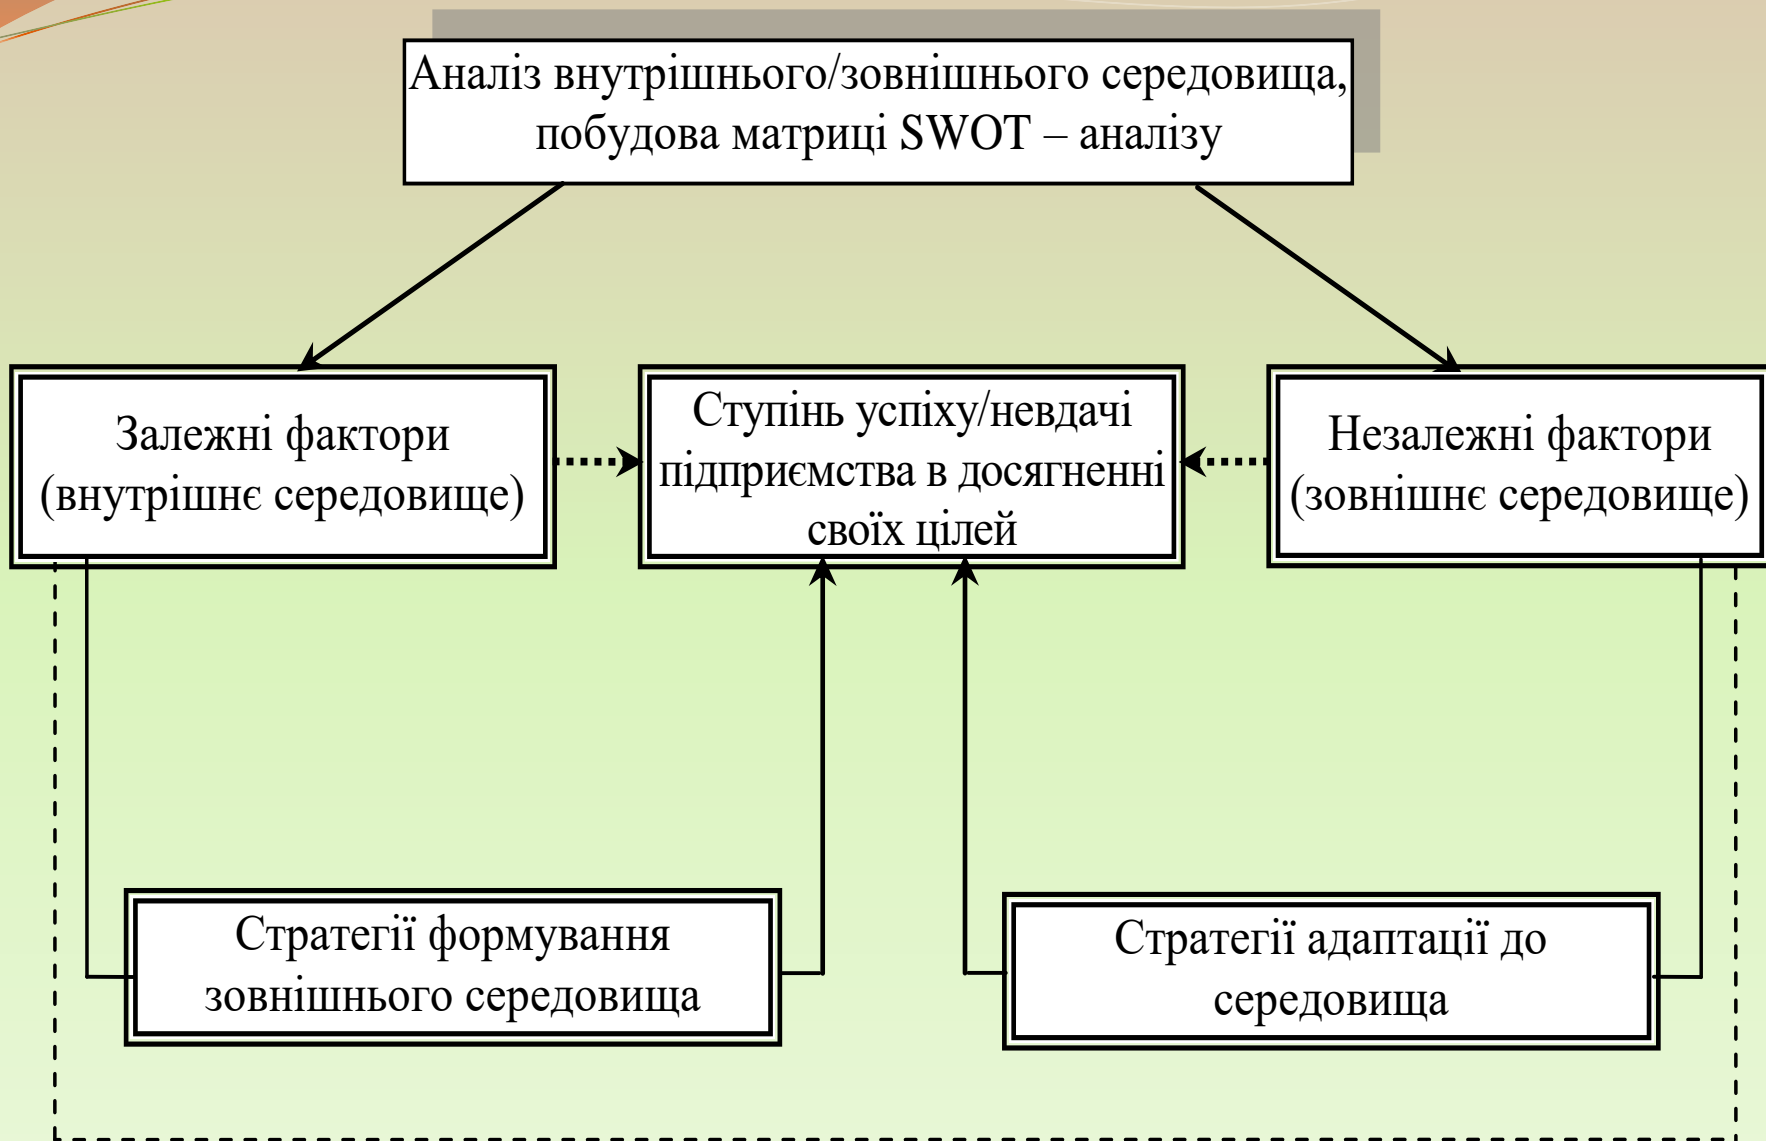 Аналіз внутрішнього/зовнішнього середовища,
побудова матриці SWOT – аналізу
Залежні фактори
(внутрішнє середовище)
Ступінь успіху/невдачі
підприємства в досягненні
своїх цілей
Незалежні фактори
(зовнішнє середовище)
Стратегії формування
зовнішнього середовища
Стратегії адаптації до
середовища